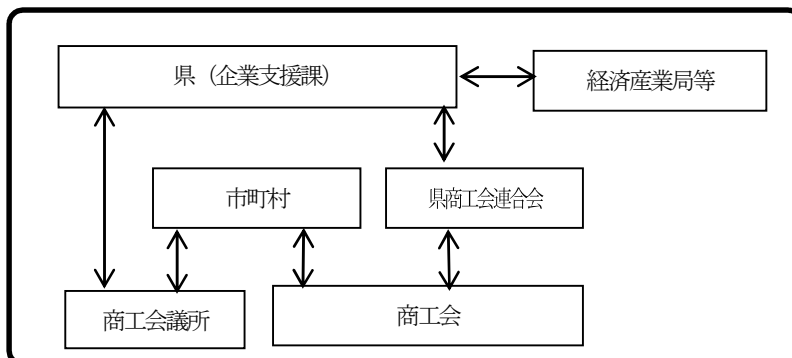 県（企業支援課）
経済産業局等
市町村
県商工会連合会
商工会議所
商工会